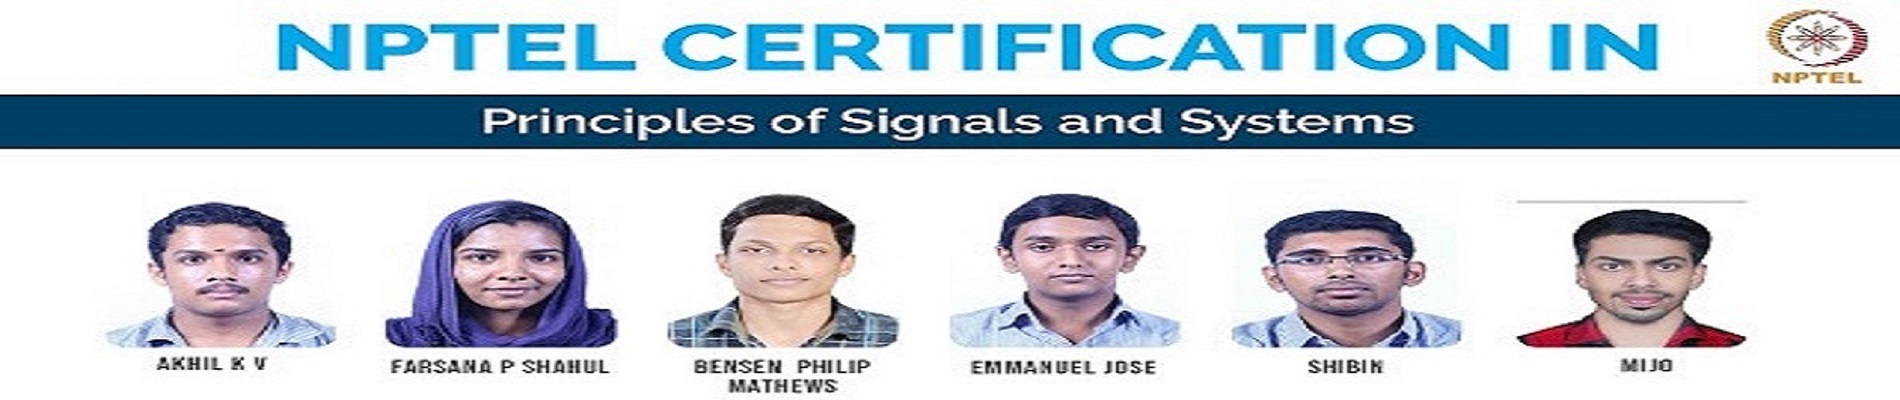 NPTEL CERTIFICATION IN
NPTEL
Principles of Signals and Systems
AKHIL K V
FARSANA P SHAHUL
BENSEN PHILIP
MATHEWS
EMMANUEL JOSE
SHIBIN
MIJO